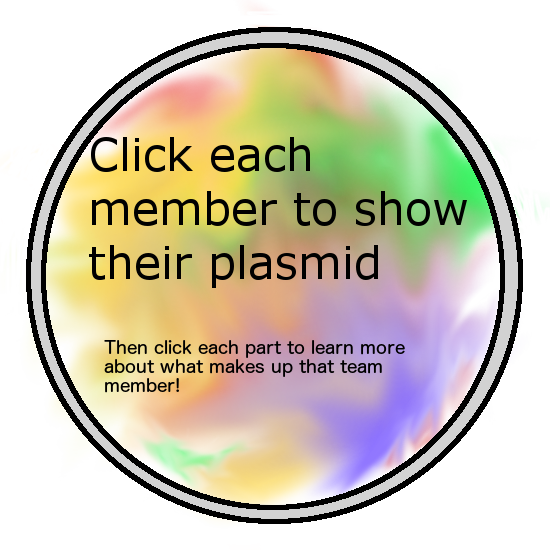 Click each
member to show
their plasmid
Then click each part to learn more
about what makes up that team
member!